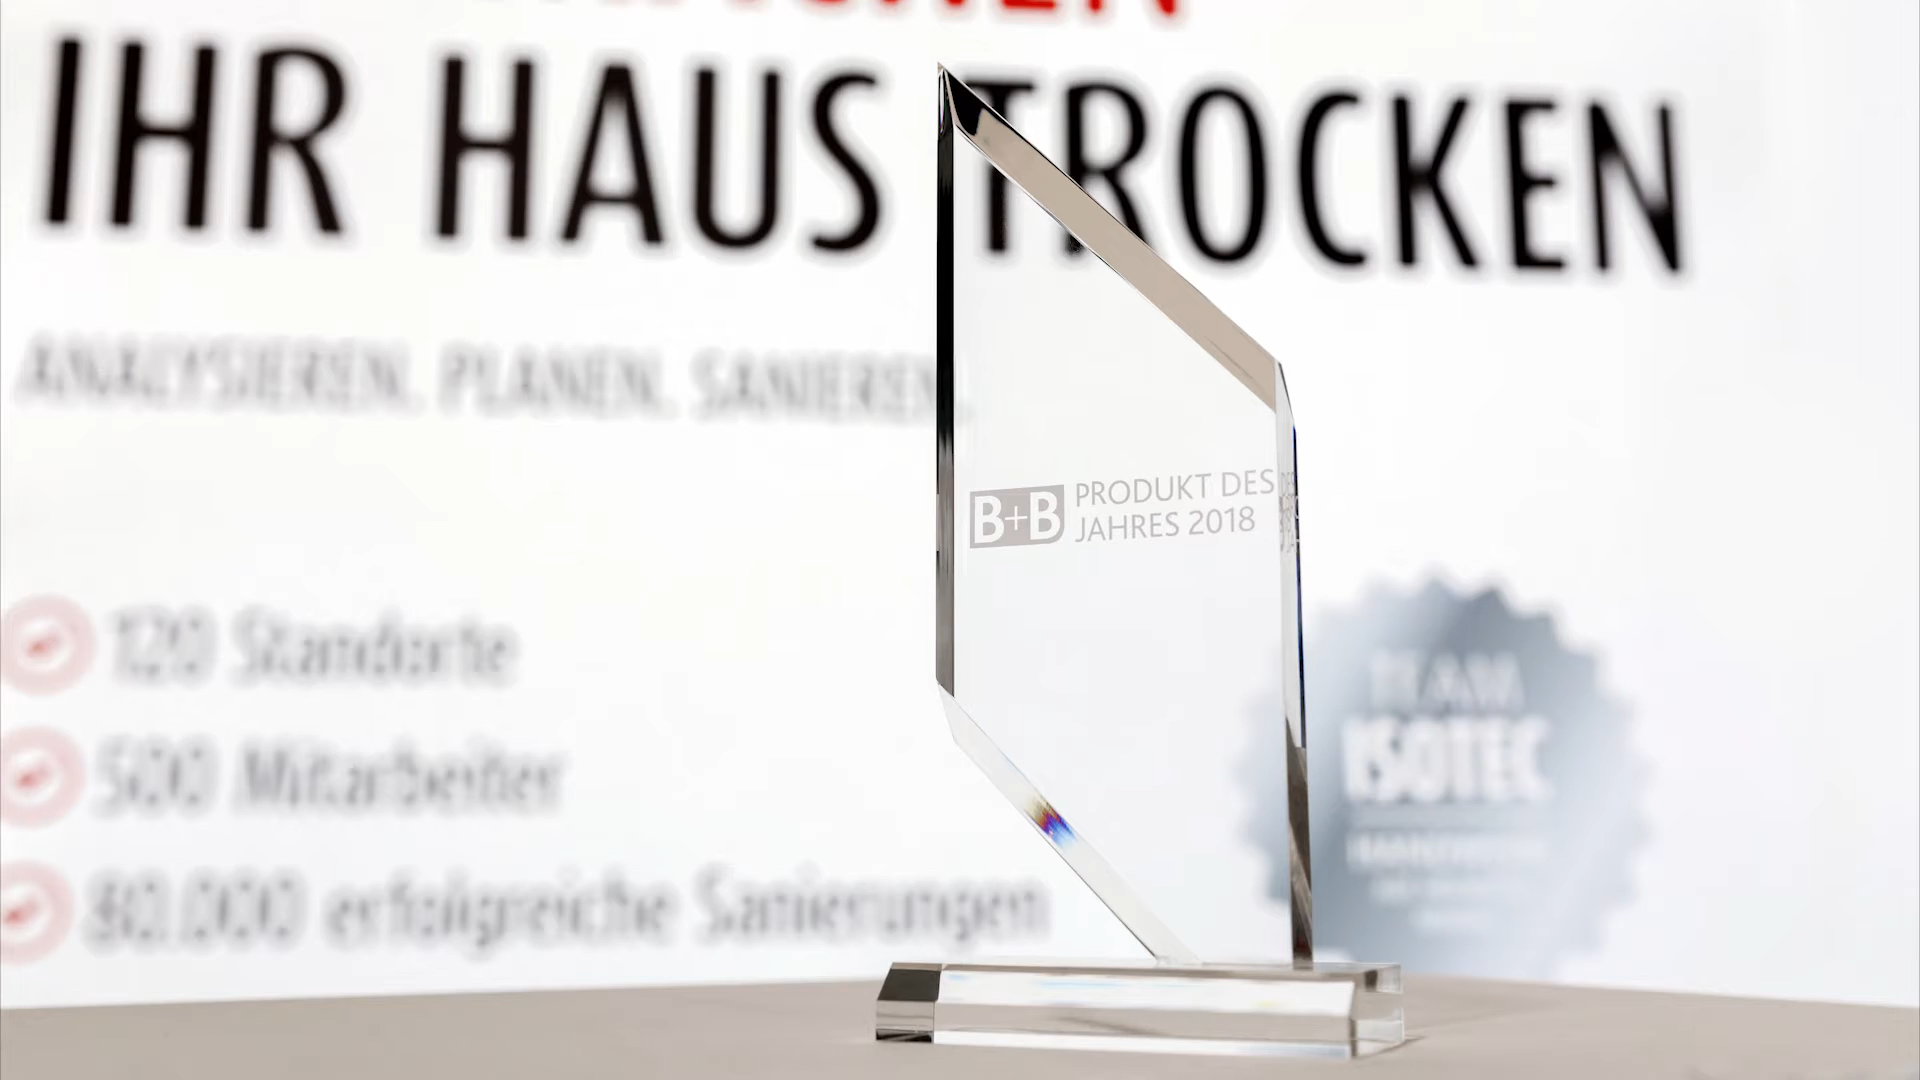 IHR HAUS TROCKEN
ANALYSIEREN. PLANEN. SANIEREN.
B+B PRODUKT DES
JAHRES 2018
120 Standorte
500 Mitarbeiter
80.000 erfolgreiche Sanierungen
TEAM
ISOTEC